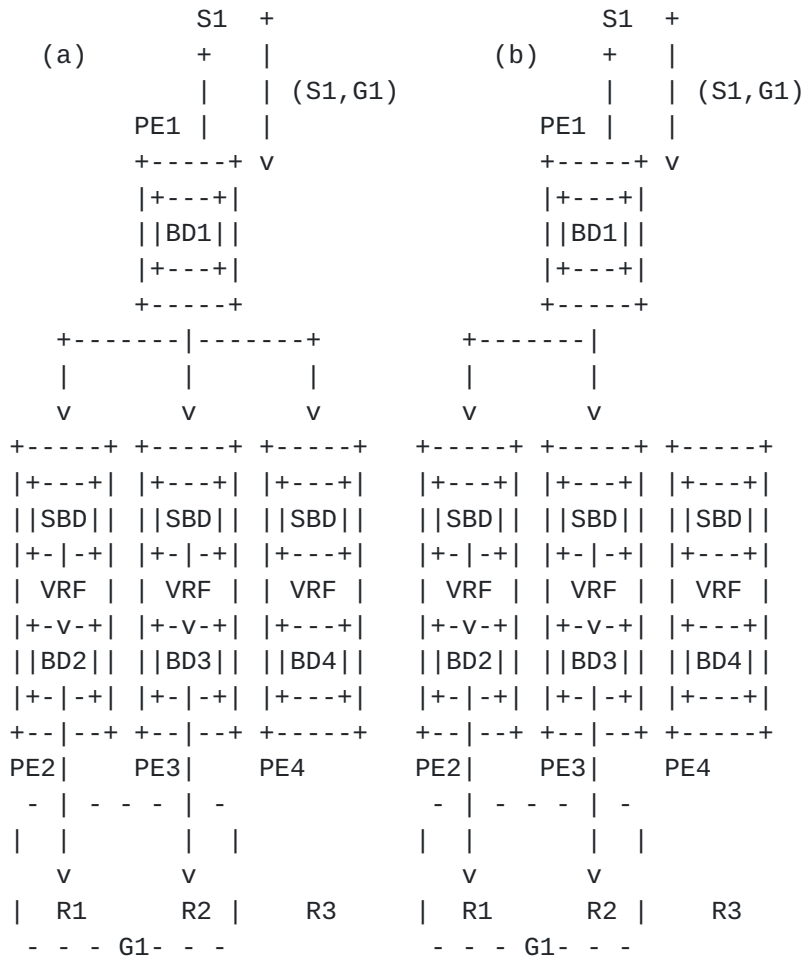 S1  +                          S1  +
  (a)          +   |                (b)       +   |
               |   | (S1,G1)                  |   | (S1,G1)
        PE1 |   |                     PE1 |   |
        +-----+ v                     +-----+ v
        |+---+|                       |+---+|
        ||BD1||                       ||BD1||
        |+---+|                       |+---+|
        +-----+                       +-----+
   +-------|-------+             +-------|
   |       |       |             |       |
   v       v       v             v       v
+-----+ +-----+ +-----+   +-----+ +-----+ +-----+
|+---+| |+---+| |+---+|   |+---+| |+---+| |+---+|
||SBD|| ||SBD|| ||SBD||   ||SBD|| ||SBD|| ||SBD||
|+-|-+| |+-|-+| |+---+|   |+-|-+| |+-|-+| |+---+|
| VRF | | VRF | | VRF |   | VRF | | VRF | | VRF |
|+-v-+| |+-v-+| |+---+|   |+-v-+| |+-v-+| |+---+|
||BD2|| ||BD3|| ||BD4||   ||BD2|| ||BD3|| ||BD4||
|+-|-+| |+-|-+| |+---+|   |+-|-+| |+-|-+| |+---+|
+--|--+ +--|--+ +-----+   +--|--+ +--|--+ +-----+
PE2|    PE3|    PE4       PE2|    PE3|    PE4
 - | - - - | -             - | - - - | -
|  |       |  |           |  |       |  |
   v       v                 v       v
|  R1      R2 |    R3     |  R1      R2 |    R3
 - - - G1- - -             - - - G1- - -